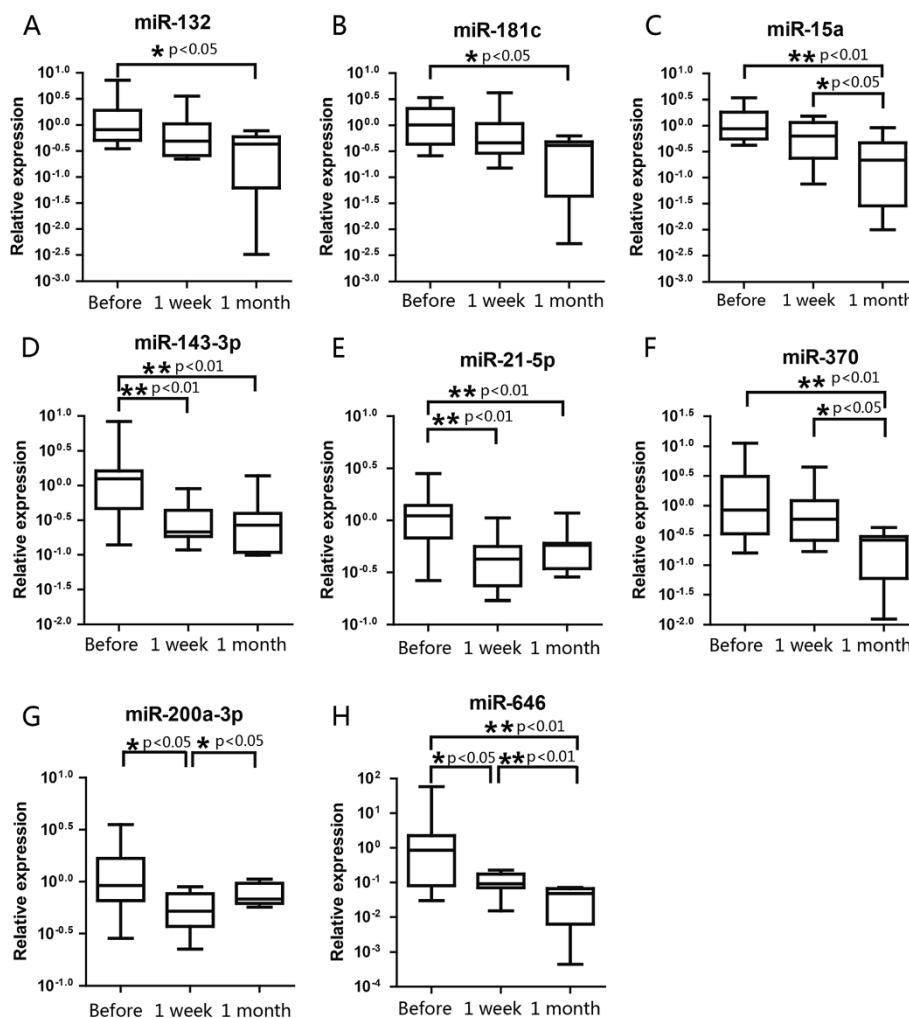 A
miR-132
* p<0.05
Relative expression
10^1.0
10^0.5
10^0.0
10^-0.5
10^-1.0
10^-1.5
10^-2.0
10^-2.5
10^-3.0
Before 1 week 1 month
B
miR-181c
* p<0.05
Relative expression
10^1.0
10^0.5
10^0.0
10^-0.5
10^-1.0
10^-1.5
10^-2.0
10^-2.5
10^-3.0
Before 1 week 1 month
C
miR-15a
** p<0.01
* p<0.05
Relative expression
10^1.0
10^0.5
10^0.0
10^-0.5
10^-1.0
10^-1.5
10^-2.0
10^-2.5
10^-3.0
Before 1 week 1 month
D
miR-143-3p
** p<0.01
** p<0.01
Relative expression
10^1.0
10^0.5
10^0.0
10^-0.5
10^-1.0
10^-1.5
10^-2.0
Before 1 week 1 month
E
miR-21-5p
** p<0.01
** p<0.01
Relative expression
10^1.0
10^0.5
10^0.0
10^-0.5
10^-1.0
Before 1 week 1 month
F
miR-370
** p<0.01
* p<0.05
Relative expression
10^1.5
10^1.0
10^0.5
10^0.0
10^-0.5
10^-1.0
10^-1.5
10^-2.0
Before 1 week 1 month
G
miR-200a-3p
* p<0.05 * p<0.05
Relative expression
10^1.0
10^0.5
10^0.0
10^-0.5
10^-1.0
Before 1 week 1 month
H
miR-646
** p<0.01
* p<0.05 ** p<0.01
Relative expression
10^2
10^1
10^0
10^-1
10^-2
10^-3
10^-4
Before 1 week 1 month